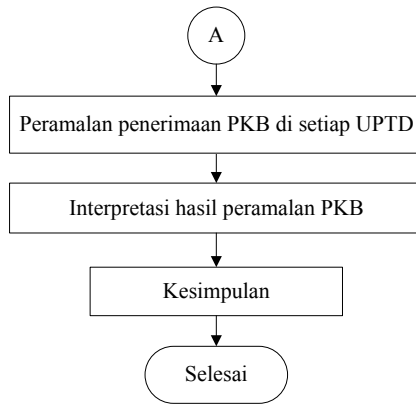 A
Peramalan penerimaan PKB di setiap UPTD
Interpretasi hasil peramalan PKB
Kesimpulan
Selesai